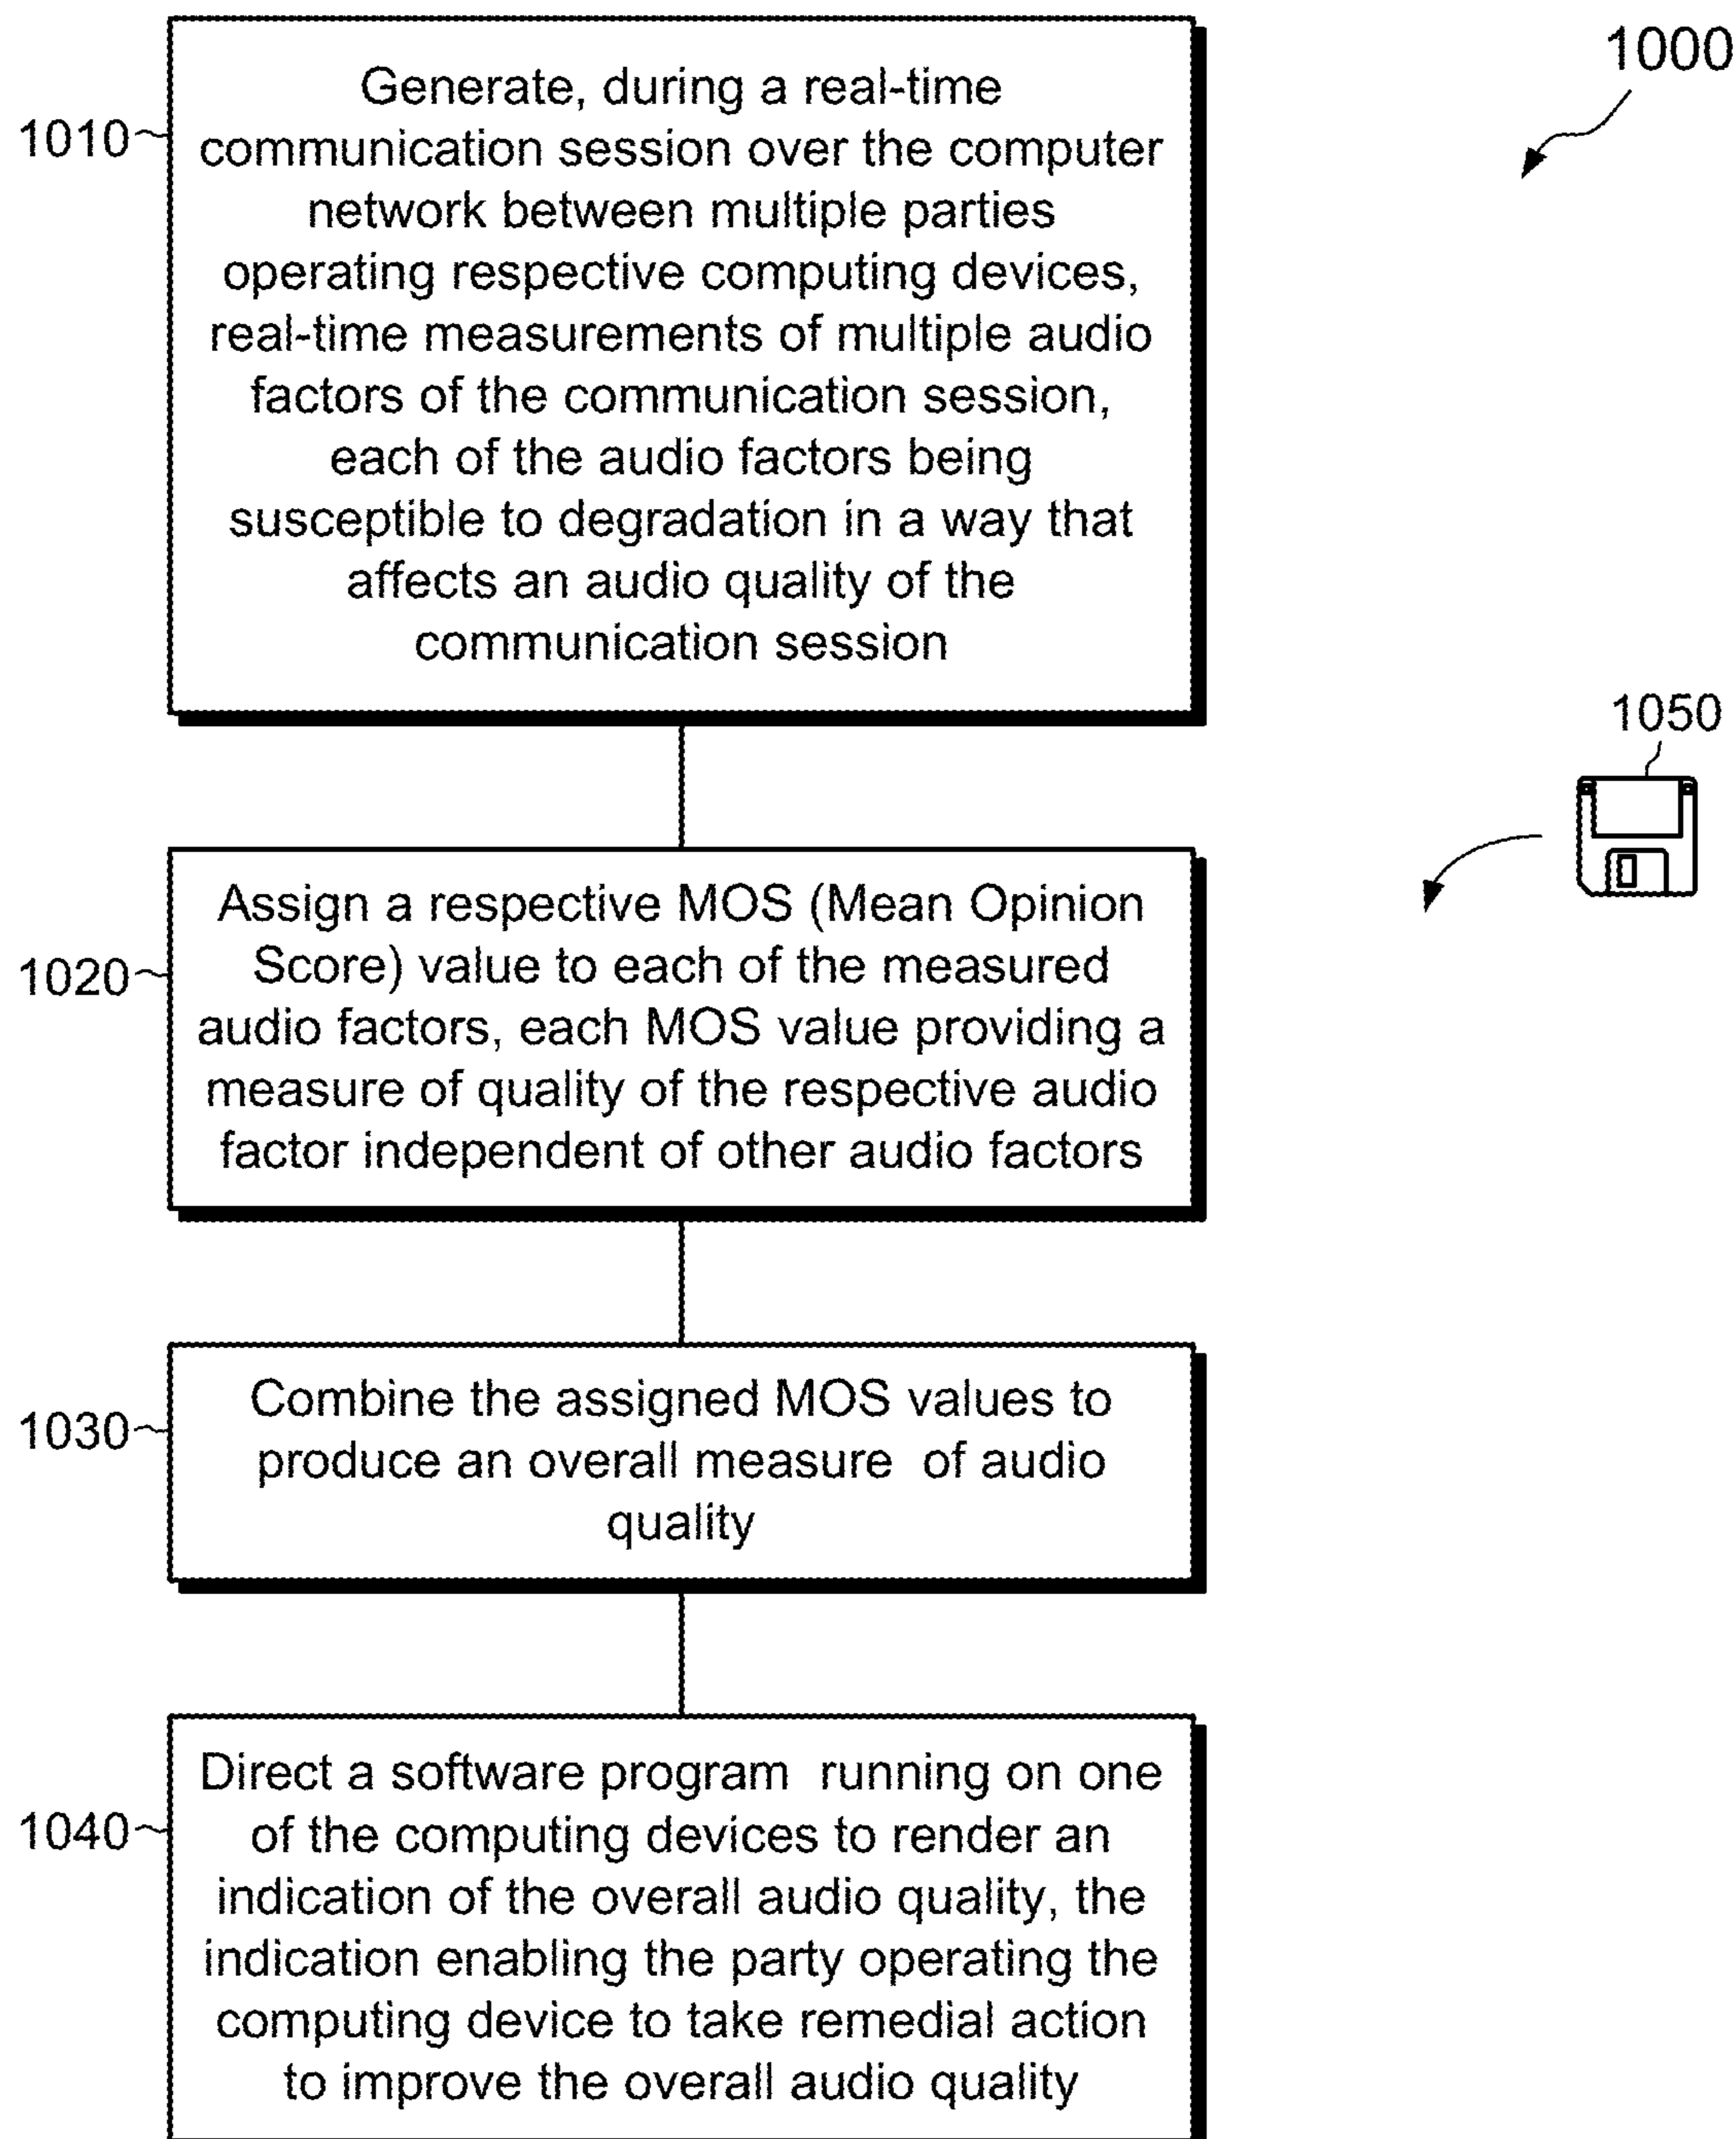 1000
1010
Generate, during a real-time
communication session over the computer
network between multiple parties
operating respective computing devices,
real-time measurements of multiple audio
factors of the communication session,
each of the audio factors being
susceptible to degradation in a way that
affects an audio quality of the
communication session
1050
1020
Assign a respective MOS (Mean Opinion
Score) value to each of the measured
audio factors, each MOS value providing a
measure of quality of the respective audio
factor independent of other audio factors
1030
Combine the assigned MOS values to
produce an overall measure of audio
quality
1040
Direct a software program running on one
of the computing devices to render an
indication of the overall audio quality, the
indication enabling the party operating the
computing device to take remedial action
to improve the overall audio quality